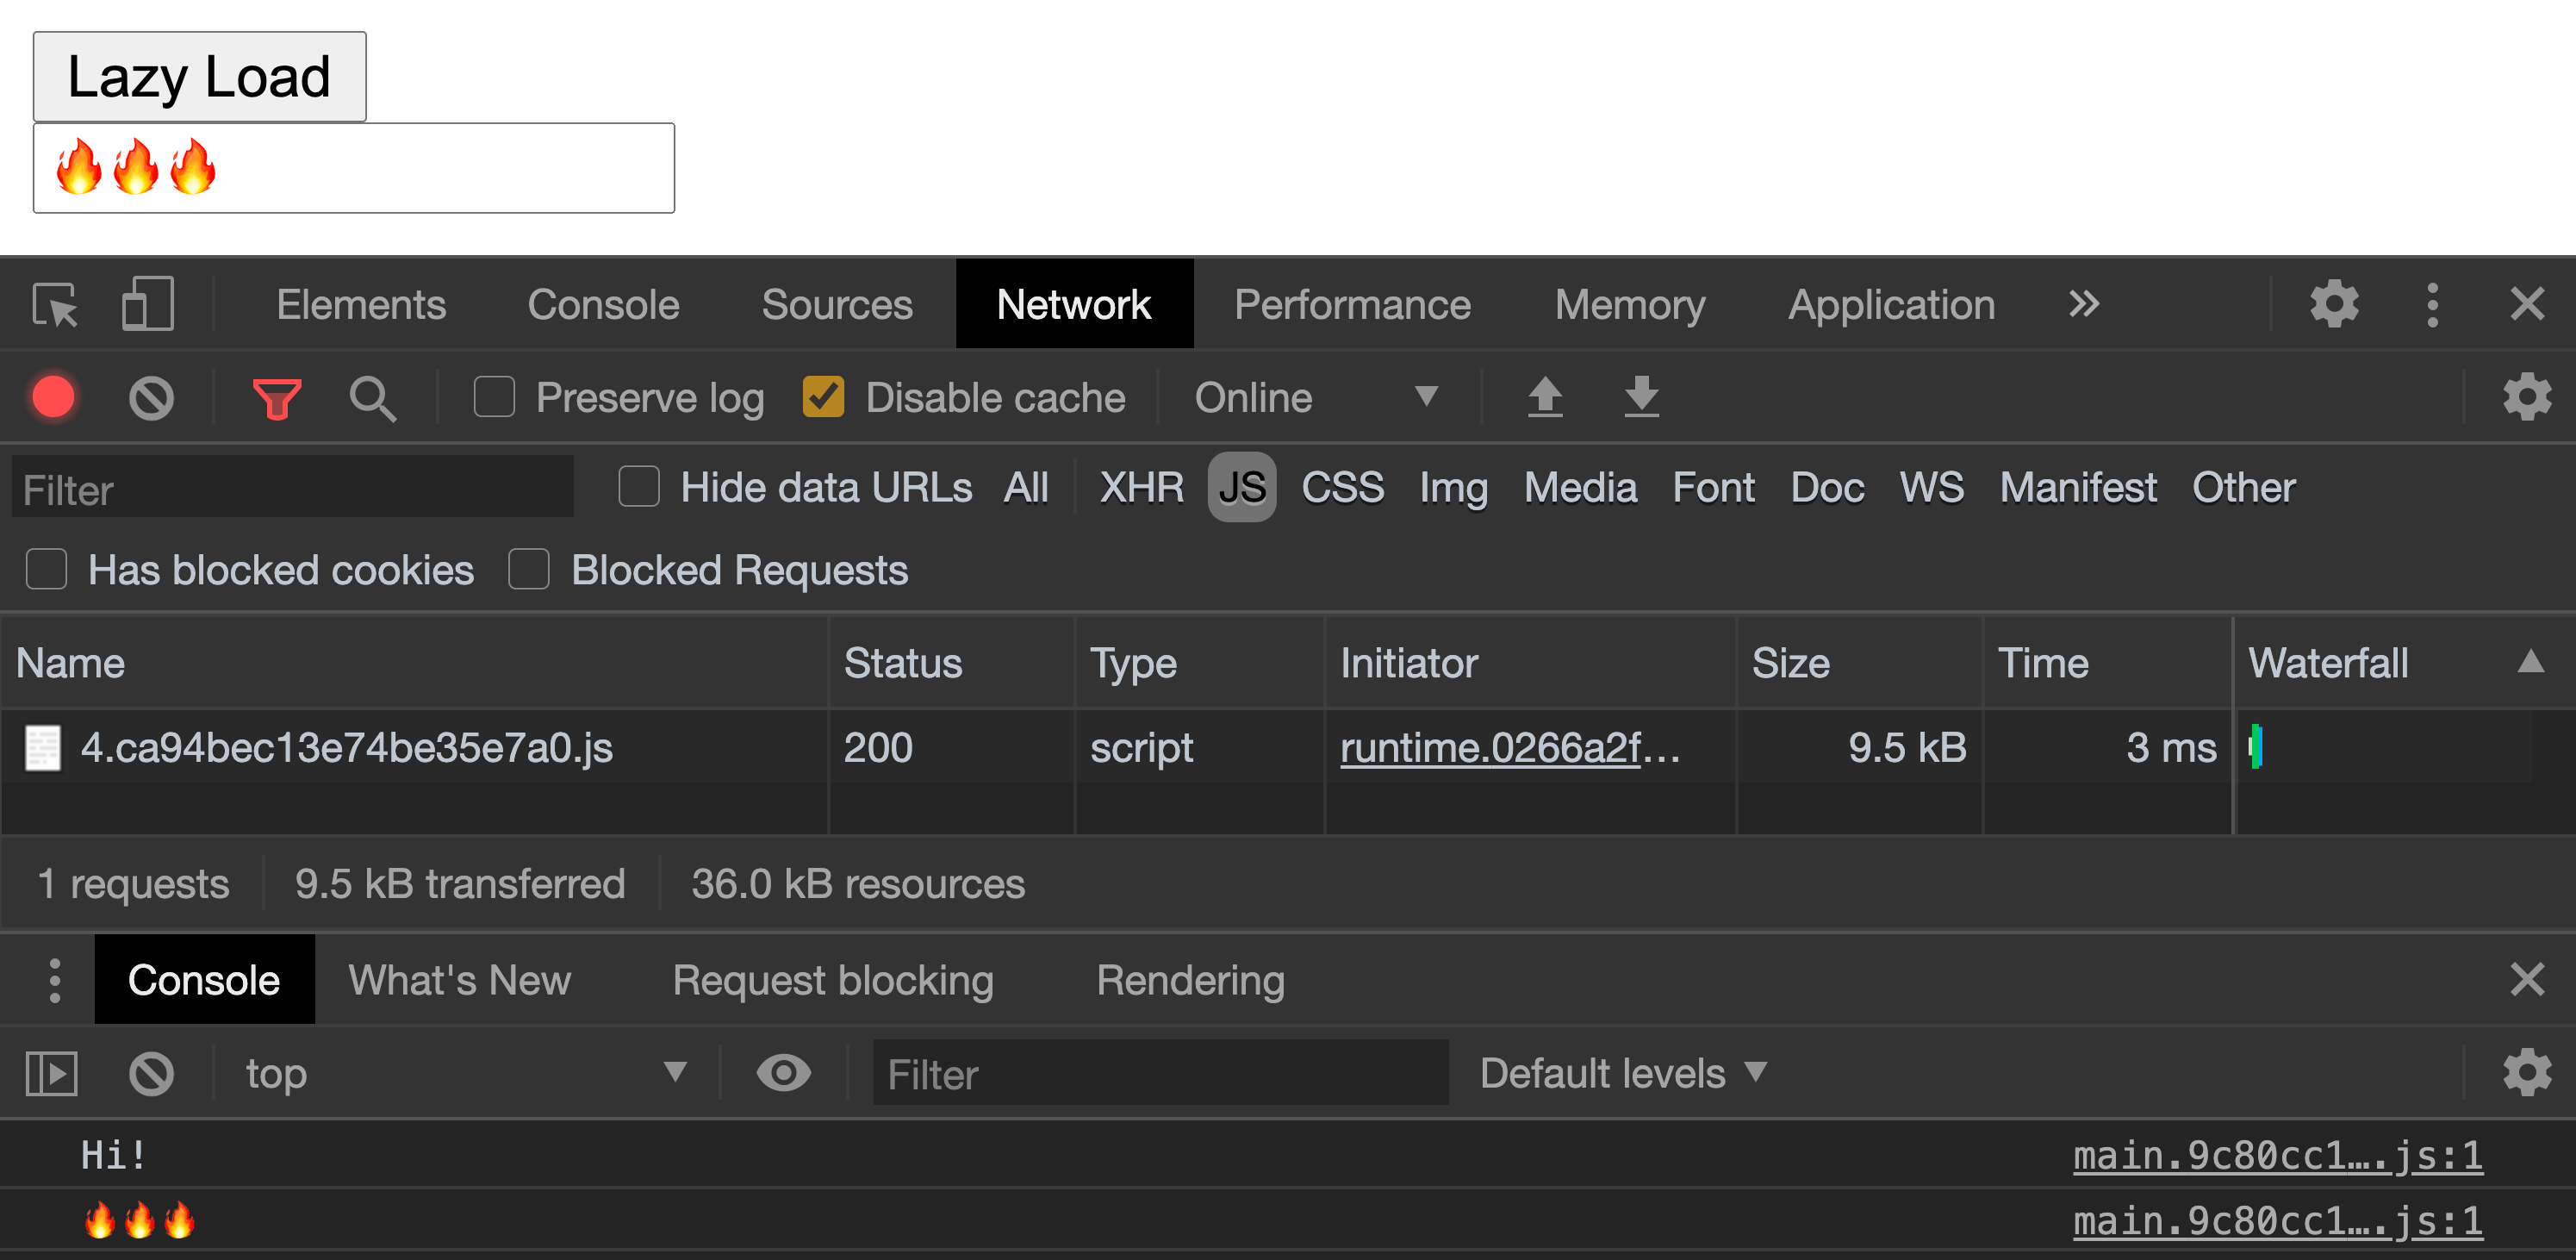 Lazy Load
🔥🔥🔥
Elements Console Sources Network Performance Memory Application
Preserve log Disable cache Online
Filter Hide data URLs All XHR JS CSS Img Media Font Doc WS Manifest Other
Has blocked cookies Blocked Requests
Name Status Type Initiator Size Time Waterfall
4.ca94bec13e74be35e7a0.js 200 script runtime.0266a2f… 9.5 kB 3 ms
1 requests 9.5 kB transferred 36.0 kB resources
Console What's New Request blocking Rendering
top Filter Default levels
Hi! main.9c80cc1….js:1
🔥🔥🔥 main.9c80cc1….js:1